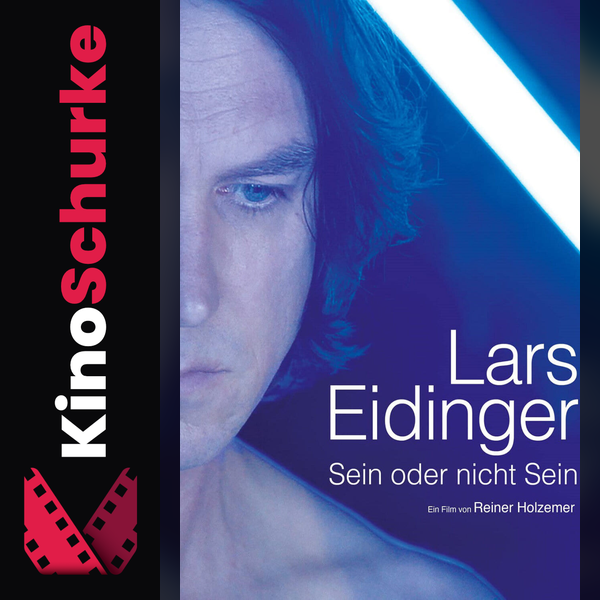 KinoSchurke
Lars
Eidinger
Sein oder nicht Sein
Ein Film von Reiner Holzemer